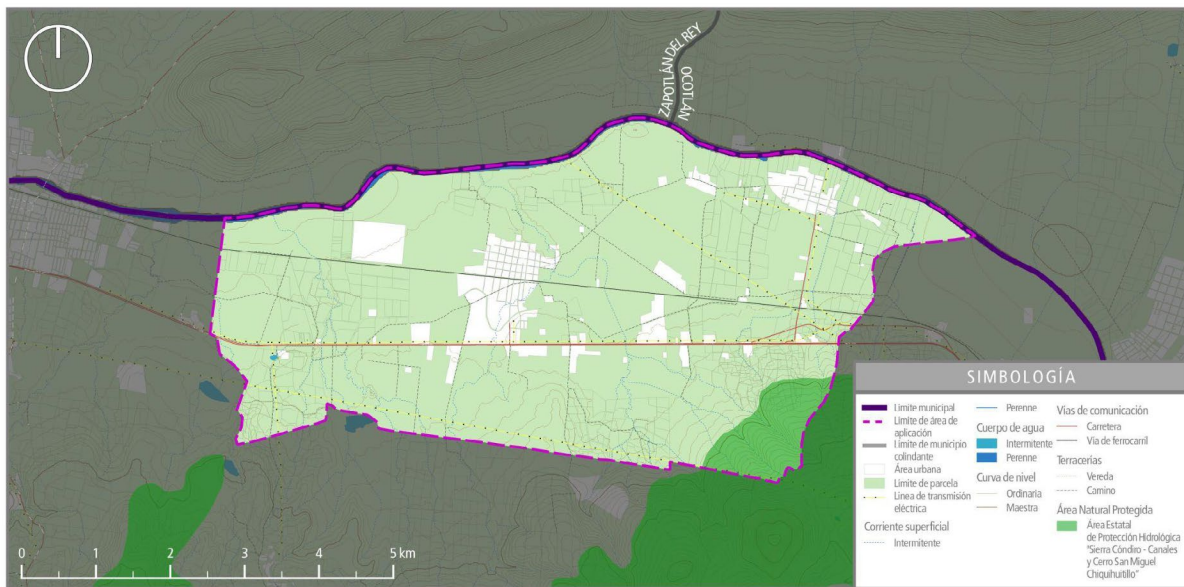 ZAPOTLÁN DEL REY
OCOTLÁN
SIMBOLOGÍA
Límite municipal
Límite de área de
aplicación
Límite de municipio
colindante
Área urbana
Límite de parcela
Línea de transmisión
eléctrica
Corriente superficial
Intermitente
Perenne
Cuerpo de agua
Intermitente
Perenne
Curva de nivel
Ordinaria
Maestra
Vías de comunicación
Carretera
Vía de ferrocarril
Terracerías
Vereda
Camino
Área Natural Protegida
Área Estatal
de Protección Hidrológica
"Sierra Cóndiro - Canales
y Cerro San Miguel
Chiquihuitillo"
0 1 2 3 4 5 km